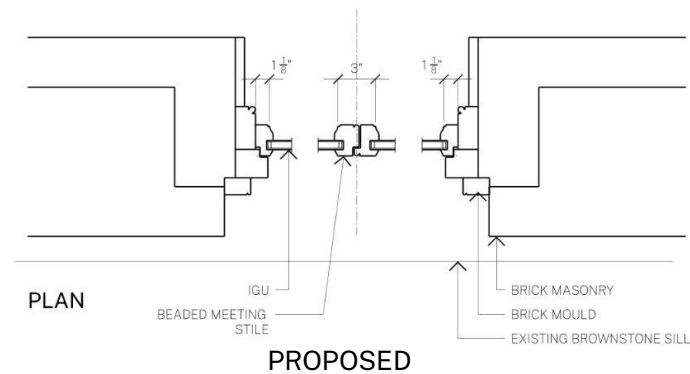 1 1/8" 3" 1 1/8"
IGU
BEADED MEETING
STILE
BRICK MASONRY
BRICK MOULD
EXISTING BROWNSTONE SILL
PLAN
PROPOSED